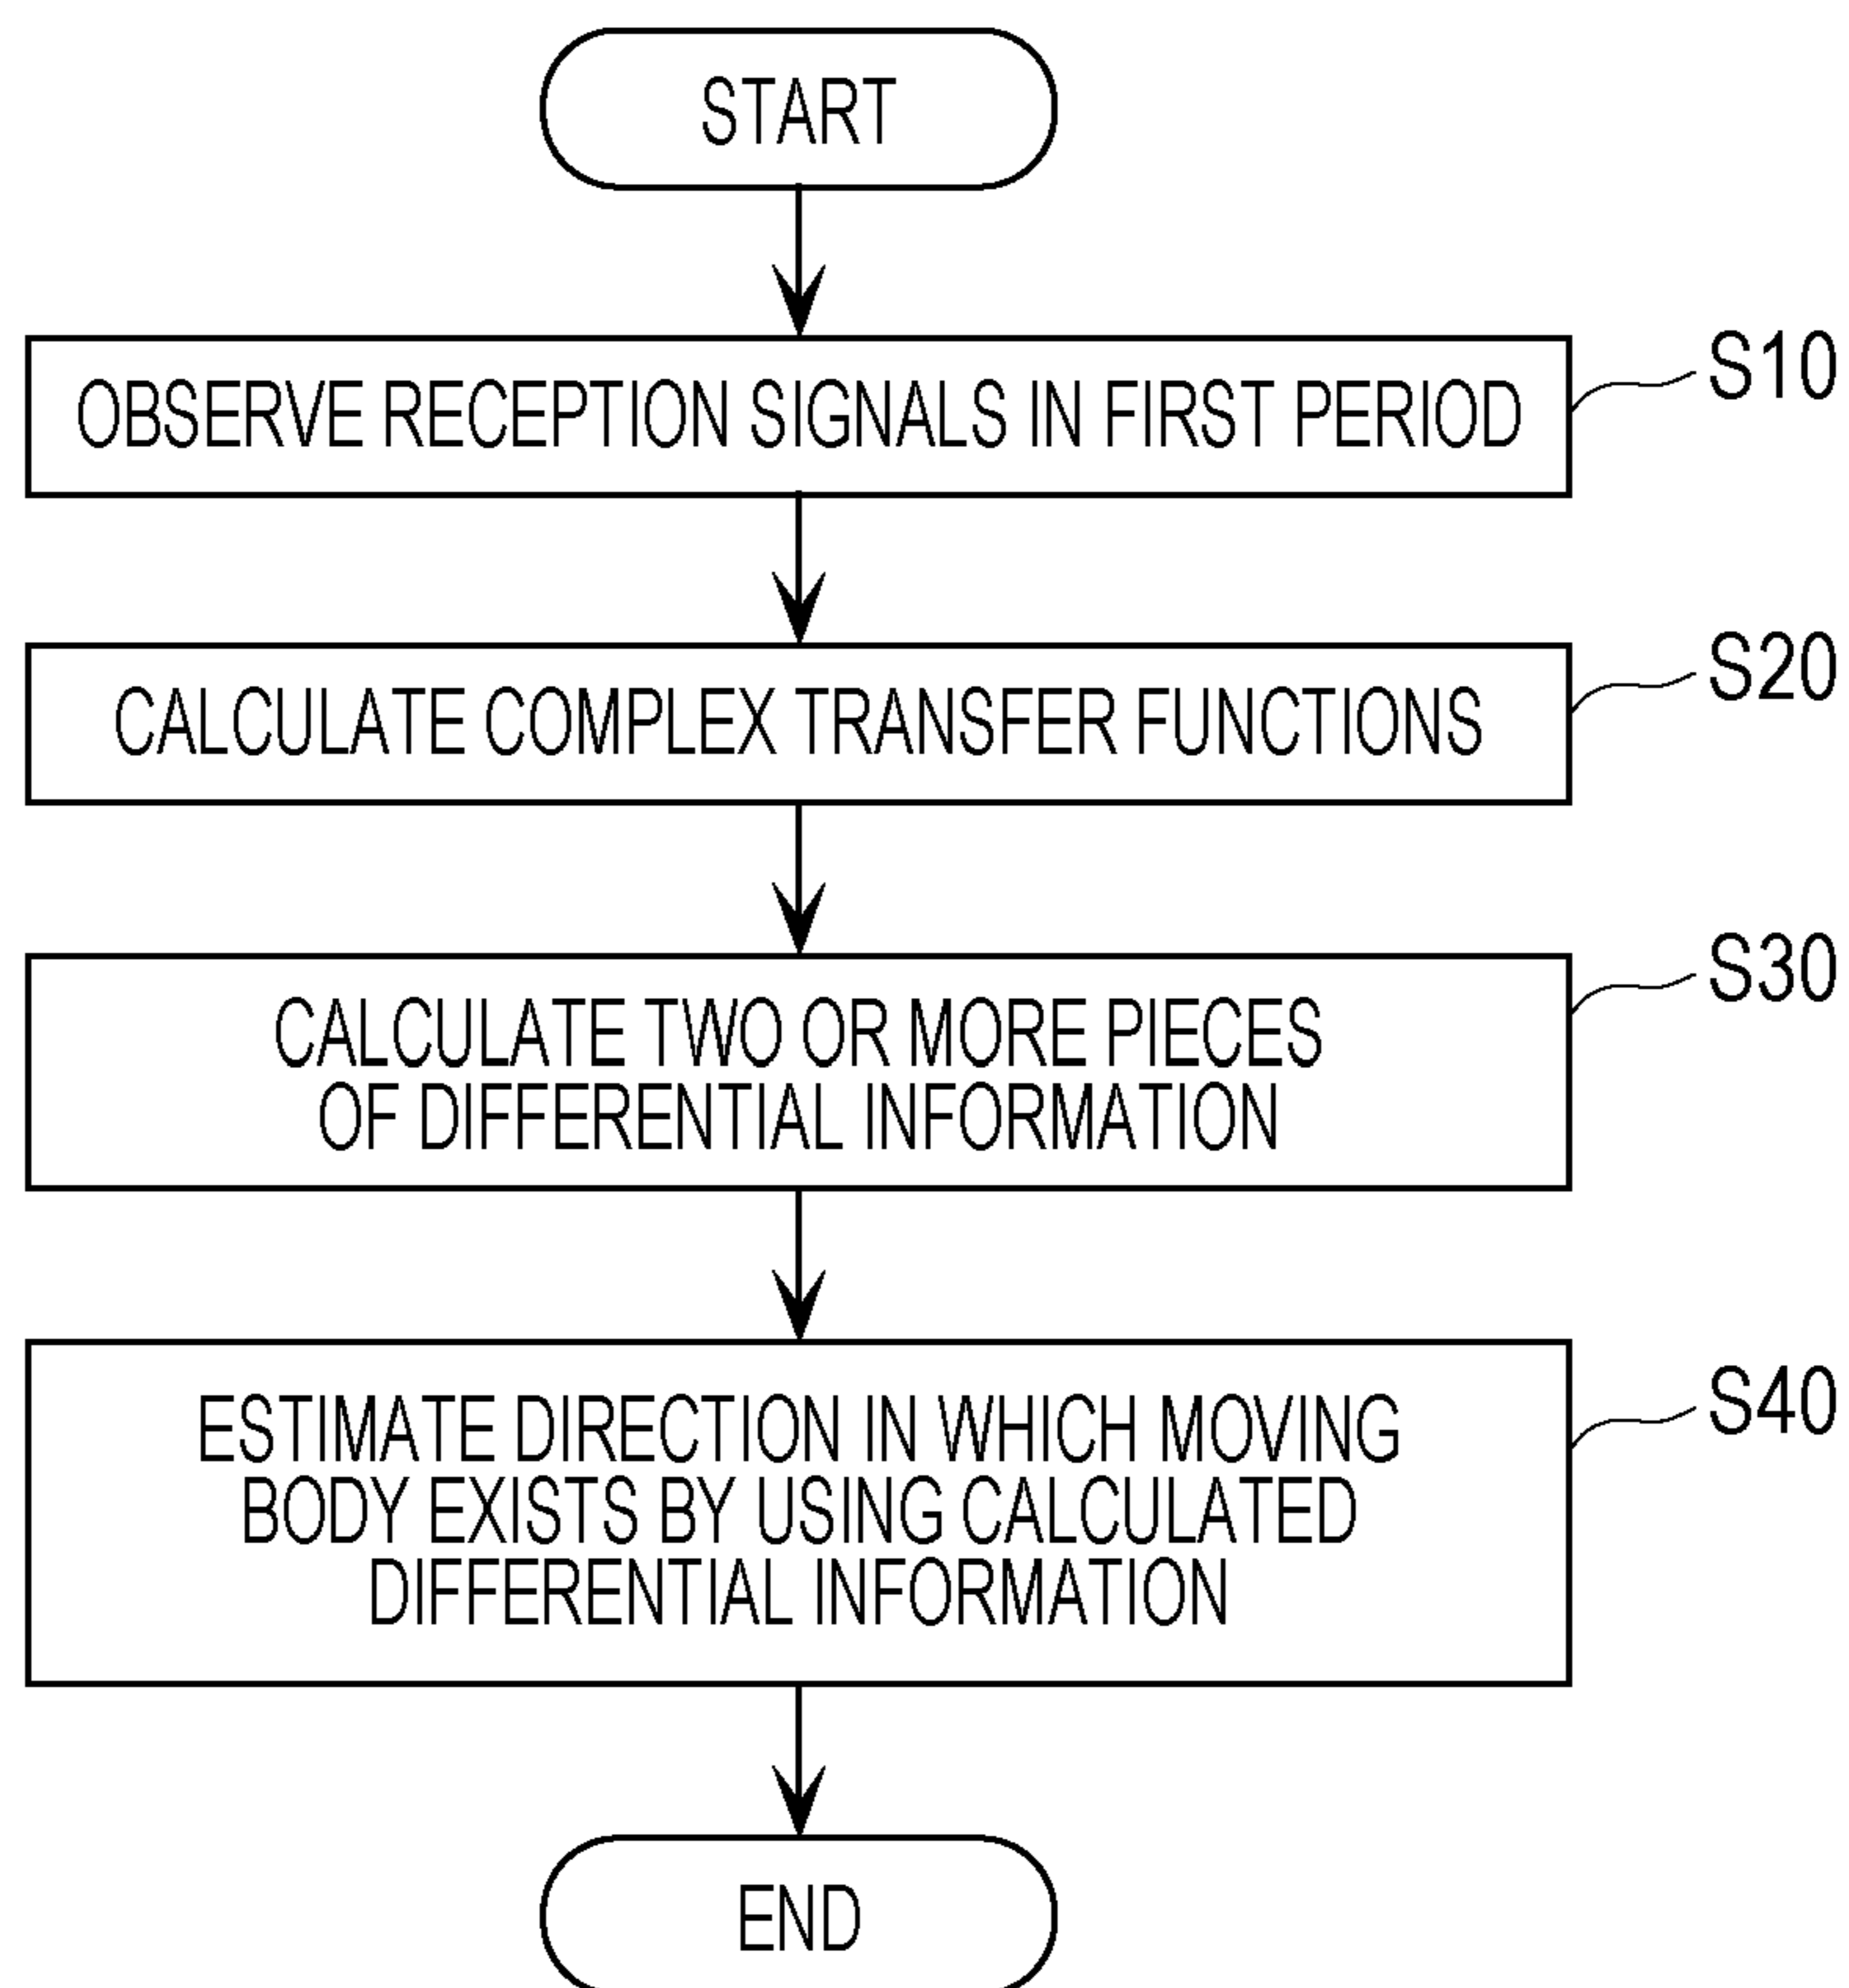 START
OBSERVE RECEPTION SIGNALS IN FIRST PERIOD
S10
CALCULATE COMPLEX TRANSFER FUNCTIONS
S20
CALCULATE TWO OR MORE PIECES
OF DIFFERENTIAL INFORMATION
S30
ESTIMATE DIRECTION IN WHICH MOVING
BODY EXISTS BY USING CALCULATED
DIFFERENTIAL INFORMATION
S40
END